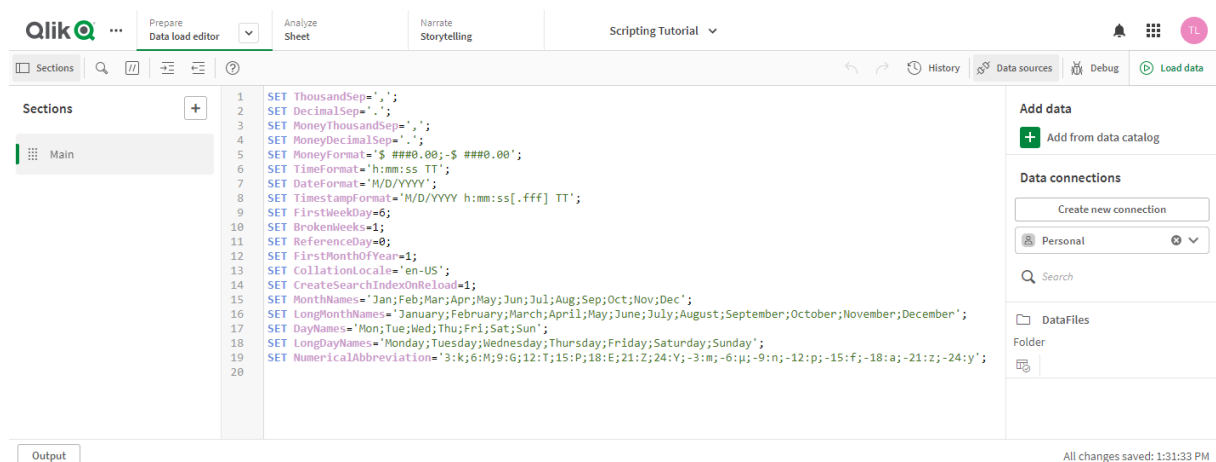 Qlik ... Prepare Data load editor Analyze Sheet Narrate Storytelling Scripting Tutorial TL
Sections // ? History Data sources Debug Load data
Sections +
Main
1 SET ThousandSep=',';
2 SET DecimalSep='.';
3 SET MoneyThousandSep=',';
4 SET MoneyDecimalSep='.';
5 SET MoneyFormat='$ ###0.00;-$ ###0.00';
6 SET TimeFormat='h:mm:ss TT';
7 SET DateFormat='M/D/YYYY';
8 SET TimestampFormat='M/D/YYYY h:mm:ss[.fff] TT';
9 SET FirstWeekDay=6;
10 SET BrokenWeeks=1;
11 SET ReferenceDay=0;
12 SET FirstMonthOfYear=1;
13 SET CollationLocale='en-US';
14 SET CreateSearchIndexOnReload=1;
15 SET MonthNames='Jan;Feb;Mar;Apr;May;Jun;Jul;Aug;Sep;Oct;Nov;Dec';
16 SET LongMonthNames='January;February;March;April;May;June;July;August;September;October;November;December';
17 SET DayNames='Mon;Tue;Wed;Thu;Fri;Sat;Sun';
18 SET LongDayNames='Monday;Tuesday;Wednesday;Thursday;Friday;Saturday;Sunday';
19 SET NumericalAbbreviation='3:k;6:M;9:G;12:T;15:P;18:E;21:Z;24:Y;-3:m;-6:μ;-9:n;-12:p;-15:f;-18:a;-21:z;-24:y';
20
Add data
+ Add from data catalog
Data connections
Create new connection
Personal
Search
DataFiles
Folder
Output
All changes saved: 1:31:33 PM